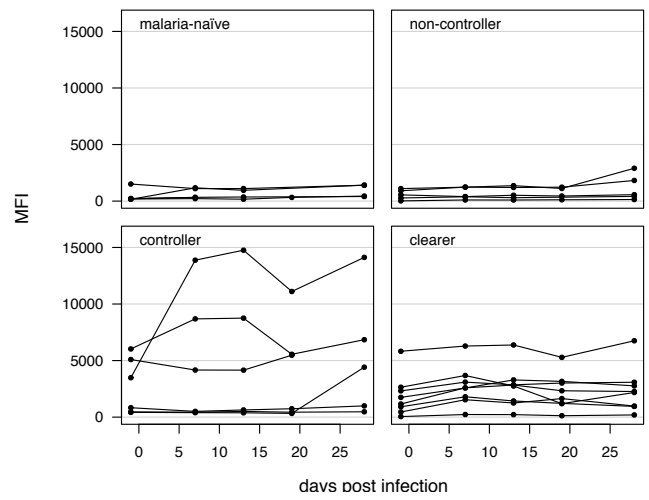 malaria-naïve
non-controller
15000
10000
5000
0
MFI
controller
clearer
15000
10000
5000
0
0 5 10 15 20 25
0 5 10 15 20 25
days post infection